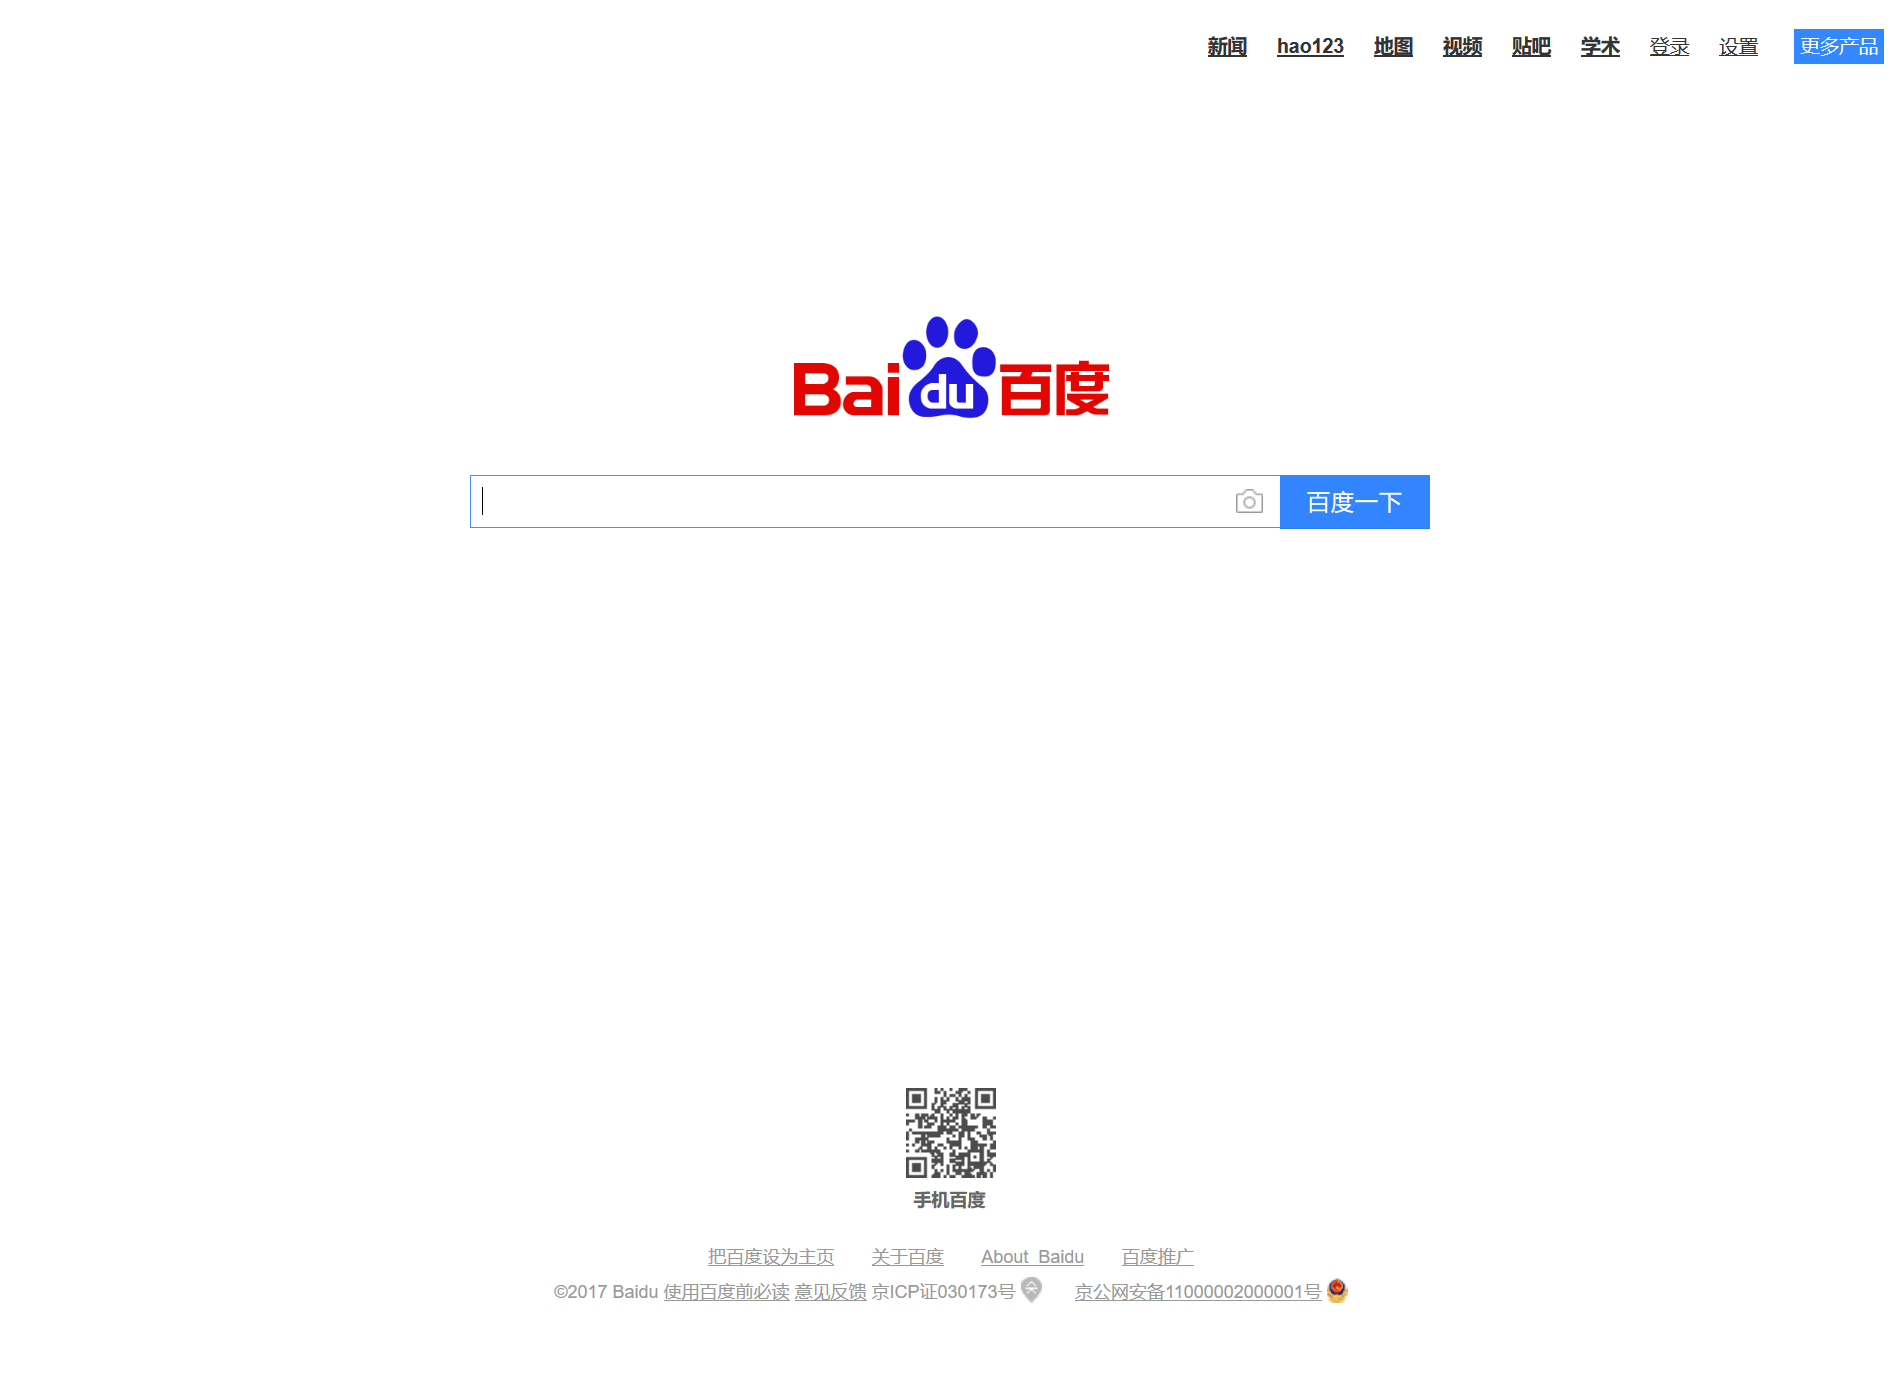 新闻 hao123 地图 视频 贴吧 学术 登录 设置 更多产品
Bai du 百度
百度一下
手机百度
把百度设为主页 关于百度 About Baidu 百度推广
©2017 Baidu 使用百度前必读 意见反馈 京ICP证030173号 京公网安备11000002000001号